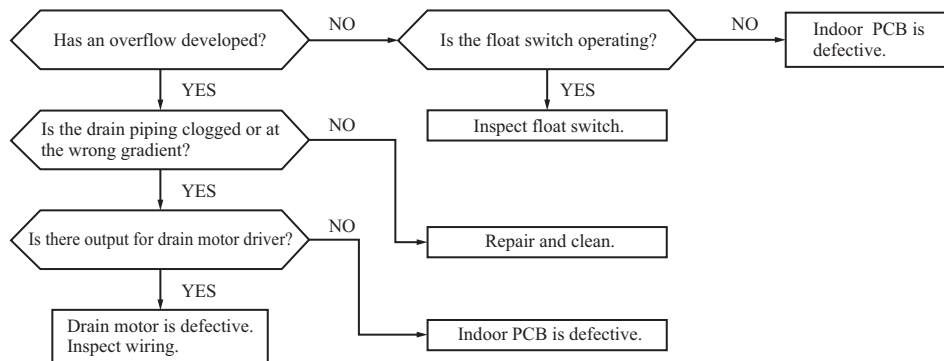 Has an overflow developed?
NO
Is the float switch operating?
NO
Indoor PCB is
defective.
YES
YES
Inspect float switch.
Is the drain piping clogged or at
the wrong gradient?
NO
YES
Is there output for drain motor driver?
NO
Repair and clean.
YES
Drain motor is defective.
Inspect wiring.
Indoor PCB is defective.